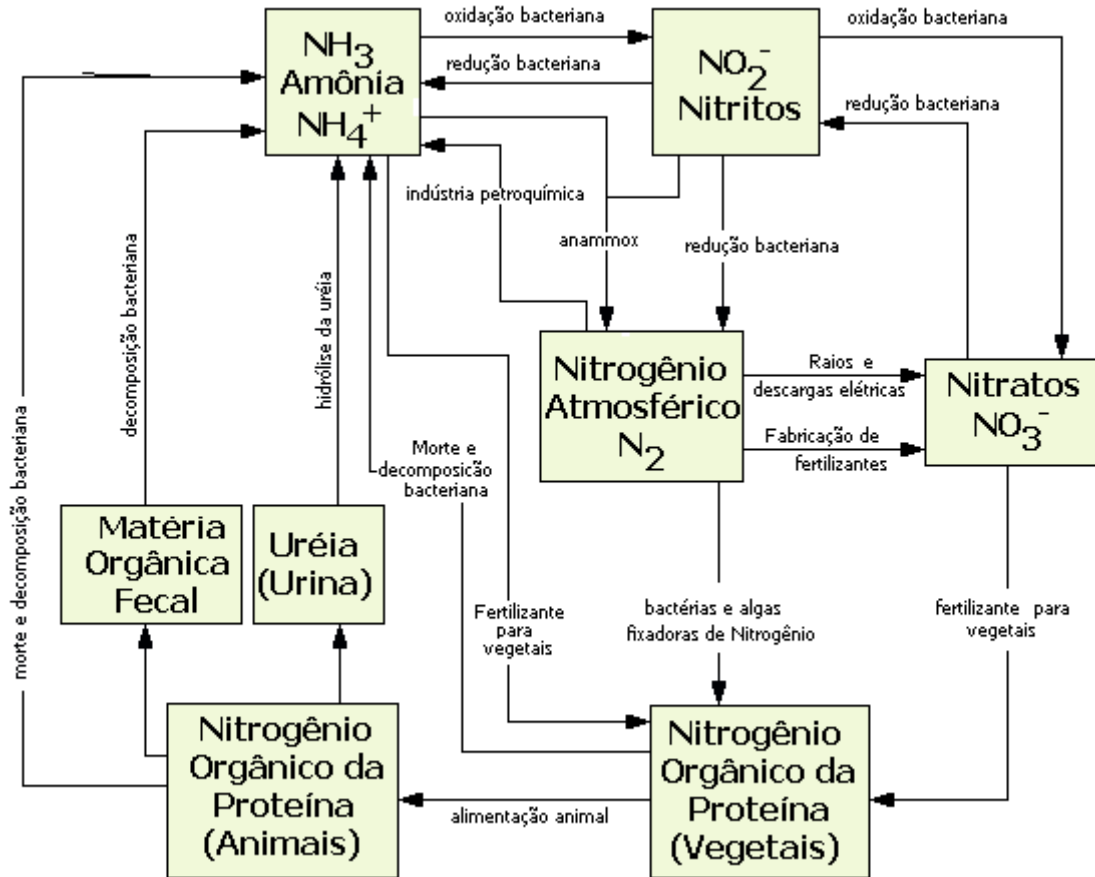 oxidação bacteriana
oxidação bacteriana
NH3
Amônia
NH4+
redução bacteriana
NO2-
Nitritos
redução bacteriana
indústria petroquímica
anammox
redução bacteriana
decomposição bacteriana
hidrólise da uréia
morte e decomposição bacteriana
Nitrogênio
Atmosférico
N2
Raios e
descargas elétricas
Fabricação de
fertilizantes
Nitratos
NO3-
Morte e
decomposição
bacteriana
Matéria
Orgânica
Fecal
Uréia
(Urina)
Fertilizante
para
vegetais
bactérias e algas
fixadoras de Nitrogênio
fertilizante para
vegetais
Nitrogênio
Orgânico da
Proteína
(Animais)
alimentação animal
Nitrogênio
Orgânico da
Proteína
(Vegetais)